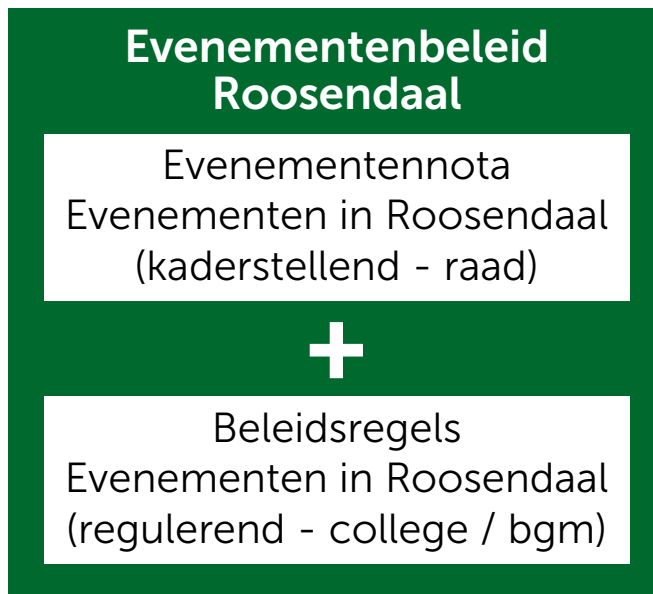 Evenementenbeleid
Roosendaal
Evenementennota
Evenementen in Roosendaal
(kaderstellend - raad)
+
Beleidsregels
Evenementen in Roosendaal
(regulerend - college / bgm)